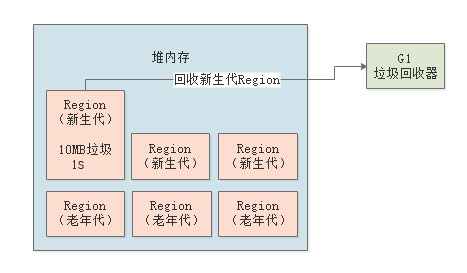 堆内存
G1
垃圾回收器
回收新生代Region
Region
(新生代)
10MB垃圾
1S
Region
(新生代)
Region
(新生代)
Region
(老年代)
Region
(老年代)
Region
(老年代)